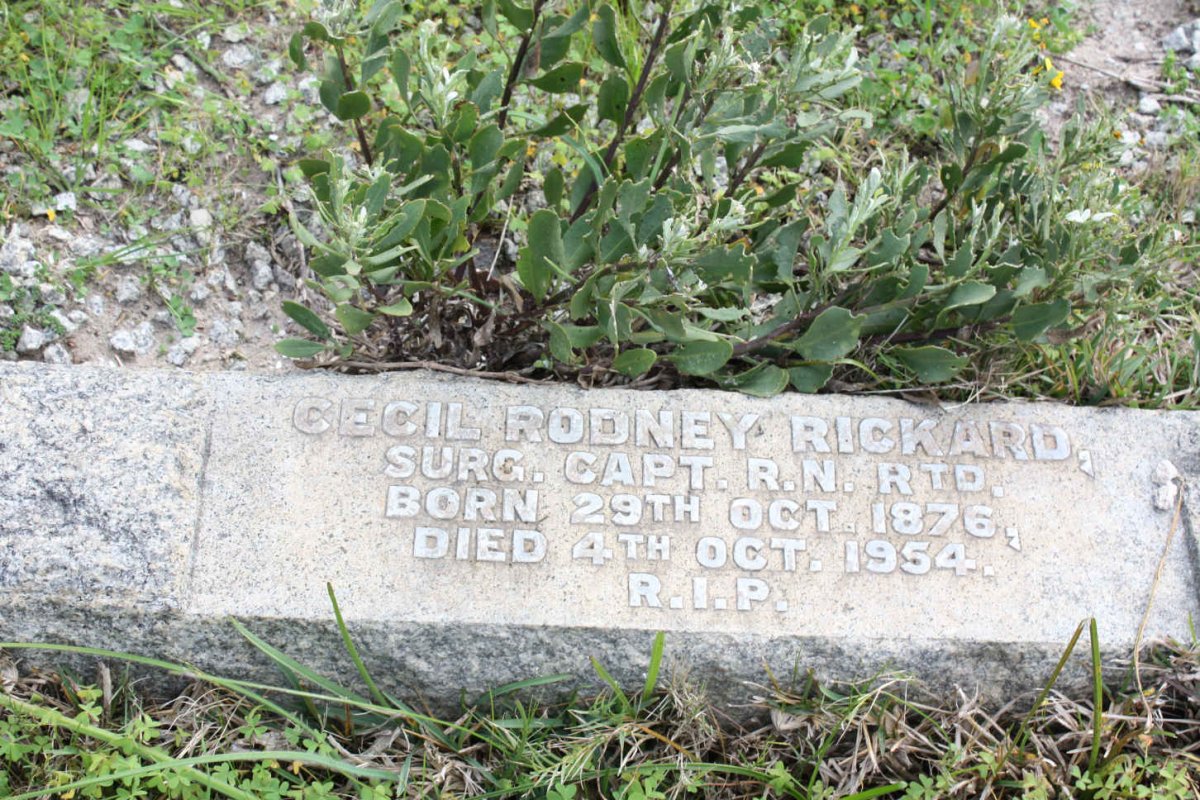 CECIL RODNEY RICKARD,
SURG. CAPT. R.N. RTD.
BORN 29TH OCT. 1876,
DIED 4TH OCT. 1954.
R.I.P.